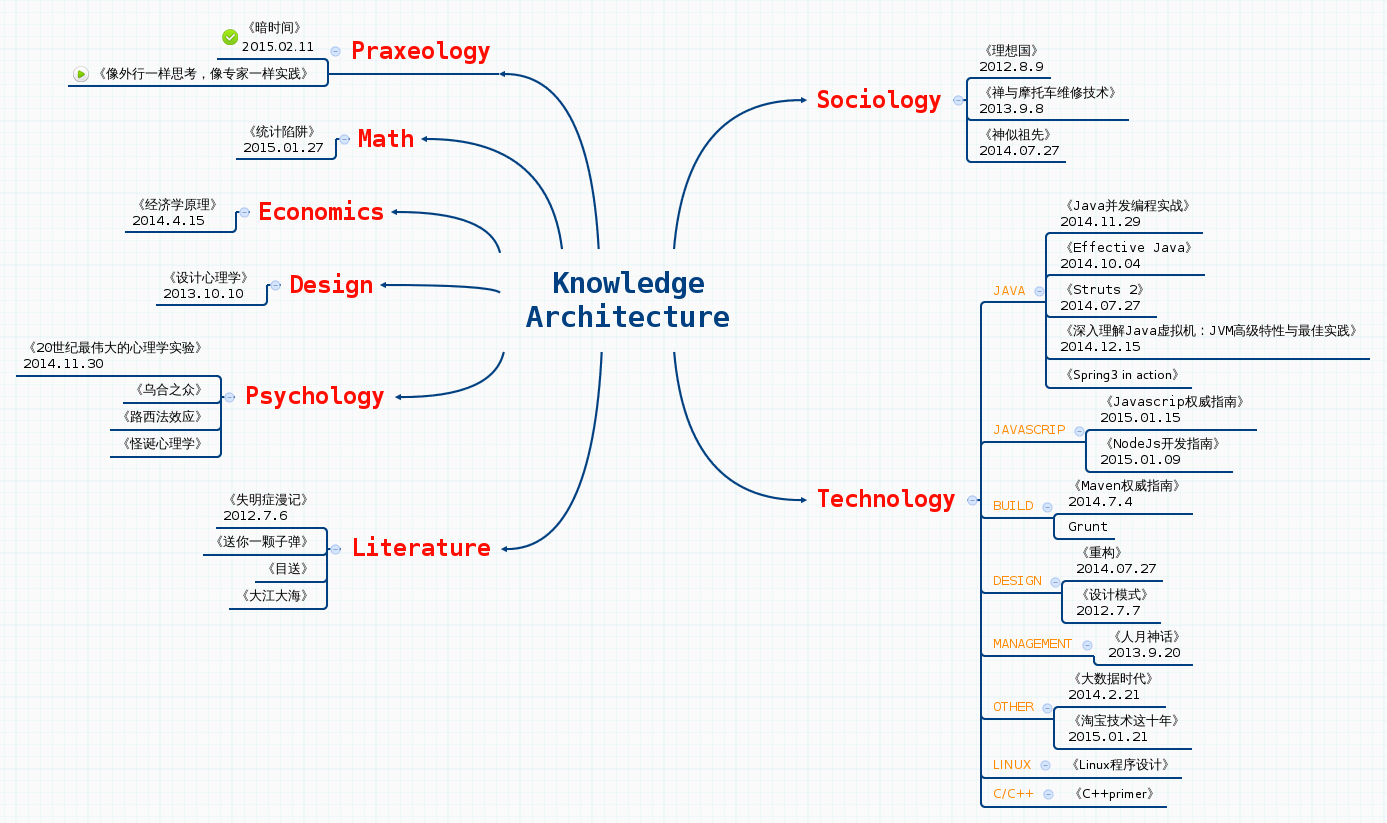 Knowledge
Architecture
Praxeology
《暗时间》
2015.02.11
《像外行一样思考，像专家一样实践》
Math
《统计陷阱》
2015.01.27
Economics
《经济学原理》
2014.4.15
Design
《设计心理学》
2013.10.10
Psychology
《20世纪最伟大的心理学实验》
2014.11.30
《乌合之众》
《路西法效应》
《怪诞心理学》
Literature
《失明症漫记》
2012.7.6
《送你一颗子弹》
《目送》
《大江大海》
Sociology
《理想国》
2012.8.9
《禅与摩托车维修技术》
2013.9.8
《神似祖先》
2014.07.27
Technology
JAVA
《Java并发编程实战》
2014.11.29
《Effective Java》
2014.10.04
《Struts 2》
2014.07.27
《深入理解Java虚拟机：JVM高级特性与最佳实践》
2014.12.15
《Spring3 in action》
JAVASCRIP
《Javascrip权威指南》
2015.01.15
《NodeJs开发指南》
2015.01.09
BUILD
《Maven权威指南》
2014.7.4
Grunt
DESIGN
《重构》
2014.07.27
《设计模式》
2012.7.7
MANAGEMENT
《人月神话》
2013.9.20
OTHER
《大数据时代》
2014.2.21
《淘宝技术这十年》
2015.01.21
LINUX
《Linux程序设计》
C/C++
《C++primer》